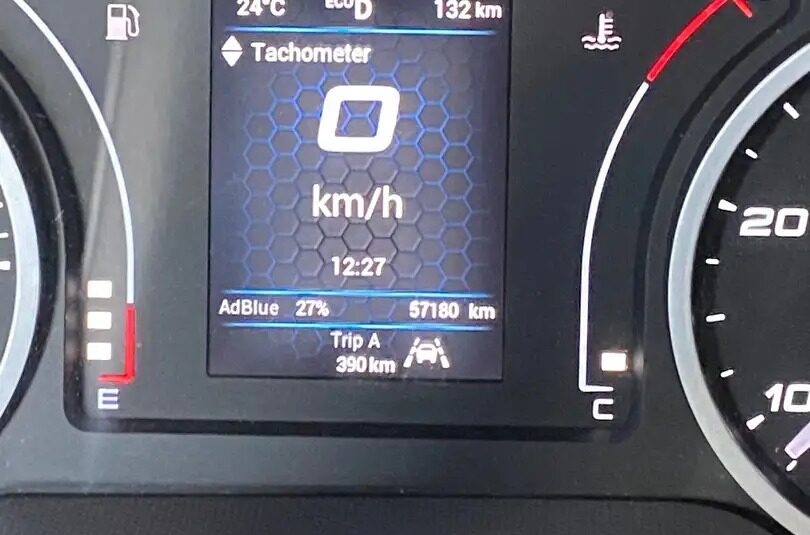 24°C ECO D 132 km
Tachometer
0
km/h
12:27
AdBlue 27% 57180 km
Trip A
390 km
E
C
20
10